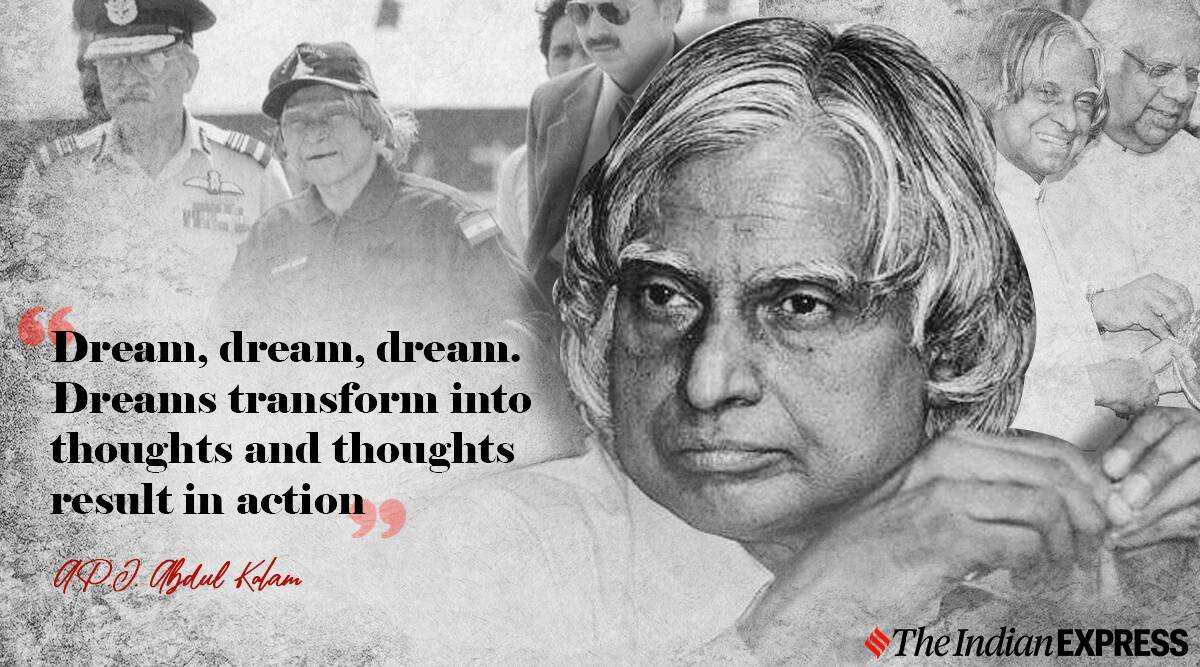 “Dream, dream, dream.
Dreams transform into
thoughts and thoughts
result in action”
A.P.J. Abdul Kalam
The Indian EXPRESS